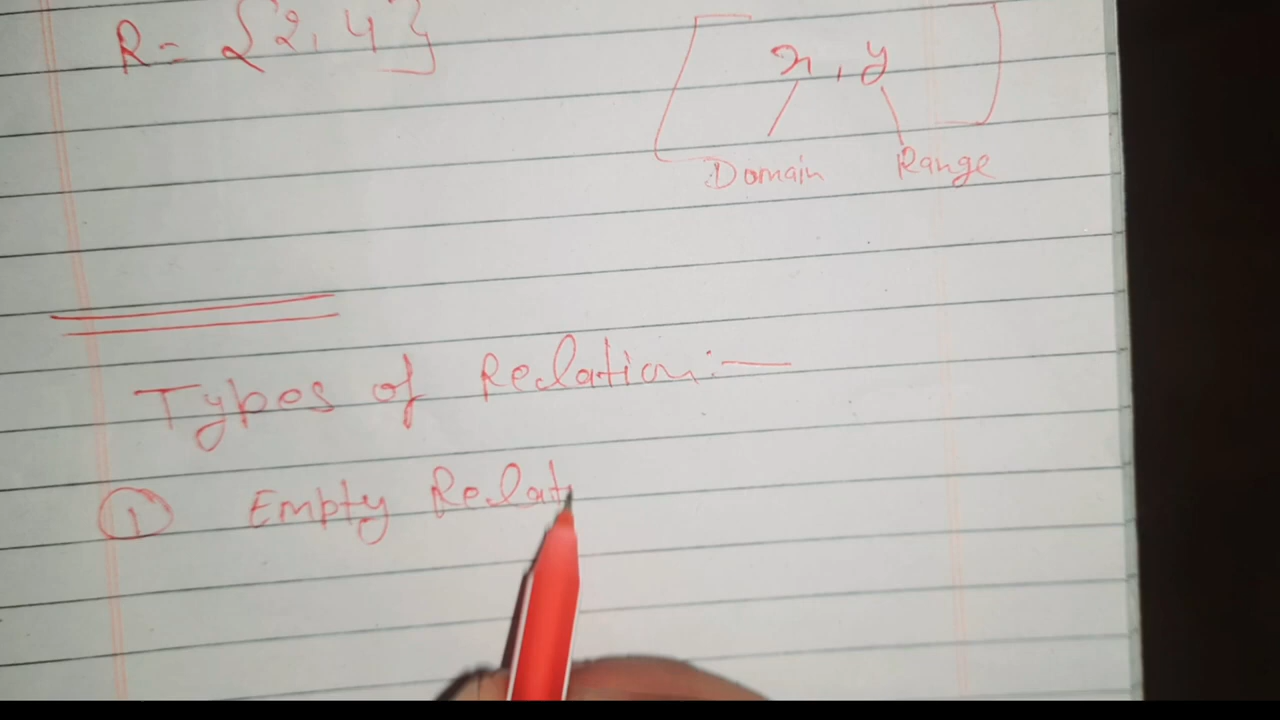 R = {2, 4}
x, y
Domain Range
Types of Relation:—
① Empty Relat